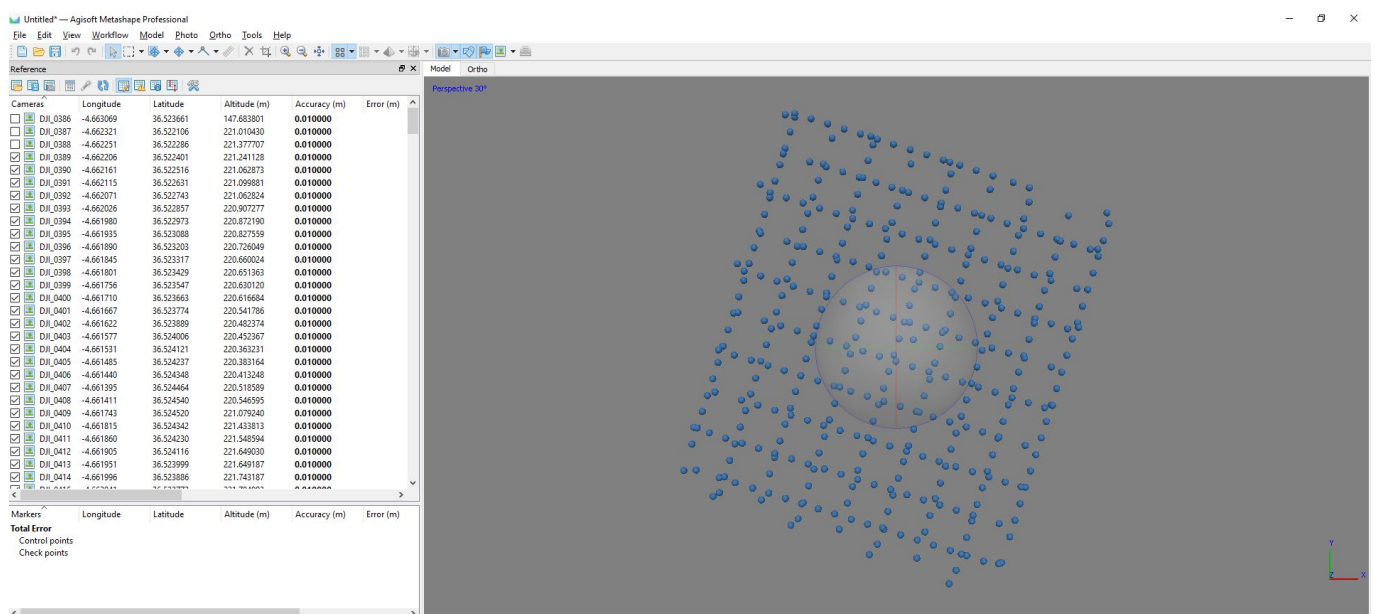 Untitled* — Agisoft Metashape Professional
File Edit View Workflow Model Photo Ortho Tools Help
Reference
Model Ortho
Perspective 30°
Cameras Longitude Latitude Altitude (m) Accuracy (m) Error (m)
DJI_0386 -4.663069 36.523661 147.683801 0.010000
DJI_0387 -4.662321 36.522106 221.010430 0.010000
DJI_0388 -4.662251 36.522286 221.377707 0.010000
DJI_0389 -4.662206 36.522401 221.241128 0.010000
DJI_0390 -4.662161 36.522516 221.062873 0.010000
DJI_0391 -4.662115 36.522631 221.099881 0.010000
DJI_0392 -4.662071 36.522743 221.062824 0.010000
DJI_0393 -4.662026 36.522857 220.907277 0.010000
DJI_0394 -4.661980 36.522973 220.872190 0.010000
DJI_0395 -4.661935 36.523088 220.827559 0.010000
DJI_0396 -4.661890 36.523203 220.726049 0.010000
DJI_0397 -4.661845 36.523317 220.660024 0.010000
DJI_0398 -4.661801 36.523429 220.651363 0.010000
DJI_0399 -4.661756 36.523547 220.630120 0.010000
DJI_0400 -4.661710 36.523663 220.616684 0.010000
DJI_0401 -4.661667 36.523774 220.541786 0.010000
DJI_0402 -4.661622 36.523889 220.482374 0.010000
DJI_0403 -4.661577 36.524006 220.452367 0.010000
DJI_0404 -4.661531 36.524121 220.363231 0.010000
DJI_0405 -4.661485 36.524237 220.383164 0.010000
DJI_0406 -4.661440 36.524348 220.413248 0.010000
DJI_0407 -4.661395 36.524464 220.518589 0.010000
DJI_0408 -4.661411 36.524540 220.546595 0.010000
DJI_0409 -4.661743 36.524520 221.079240 0.010000
DJI_0410 -4.661815 36.524342 221.433813 0.010000
DJI_0411 -4.661860 36.524230 221.548594 0.010000
DJI_0412 -4.661905 36.524116 221.649030 0.010000
DJI_0413 -4.661951 36.523999 221.649187 0.010000
DJI_0414 -4.661996 36.523886 221.743187 0.010000
Markers Longitude Latitude Altitude (m) Accuracy (m) Error (m)
Total Error
Control points
Check points
Y
Z X